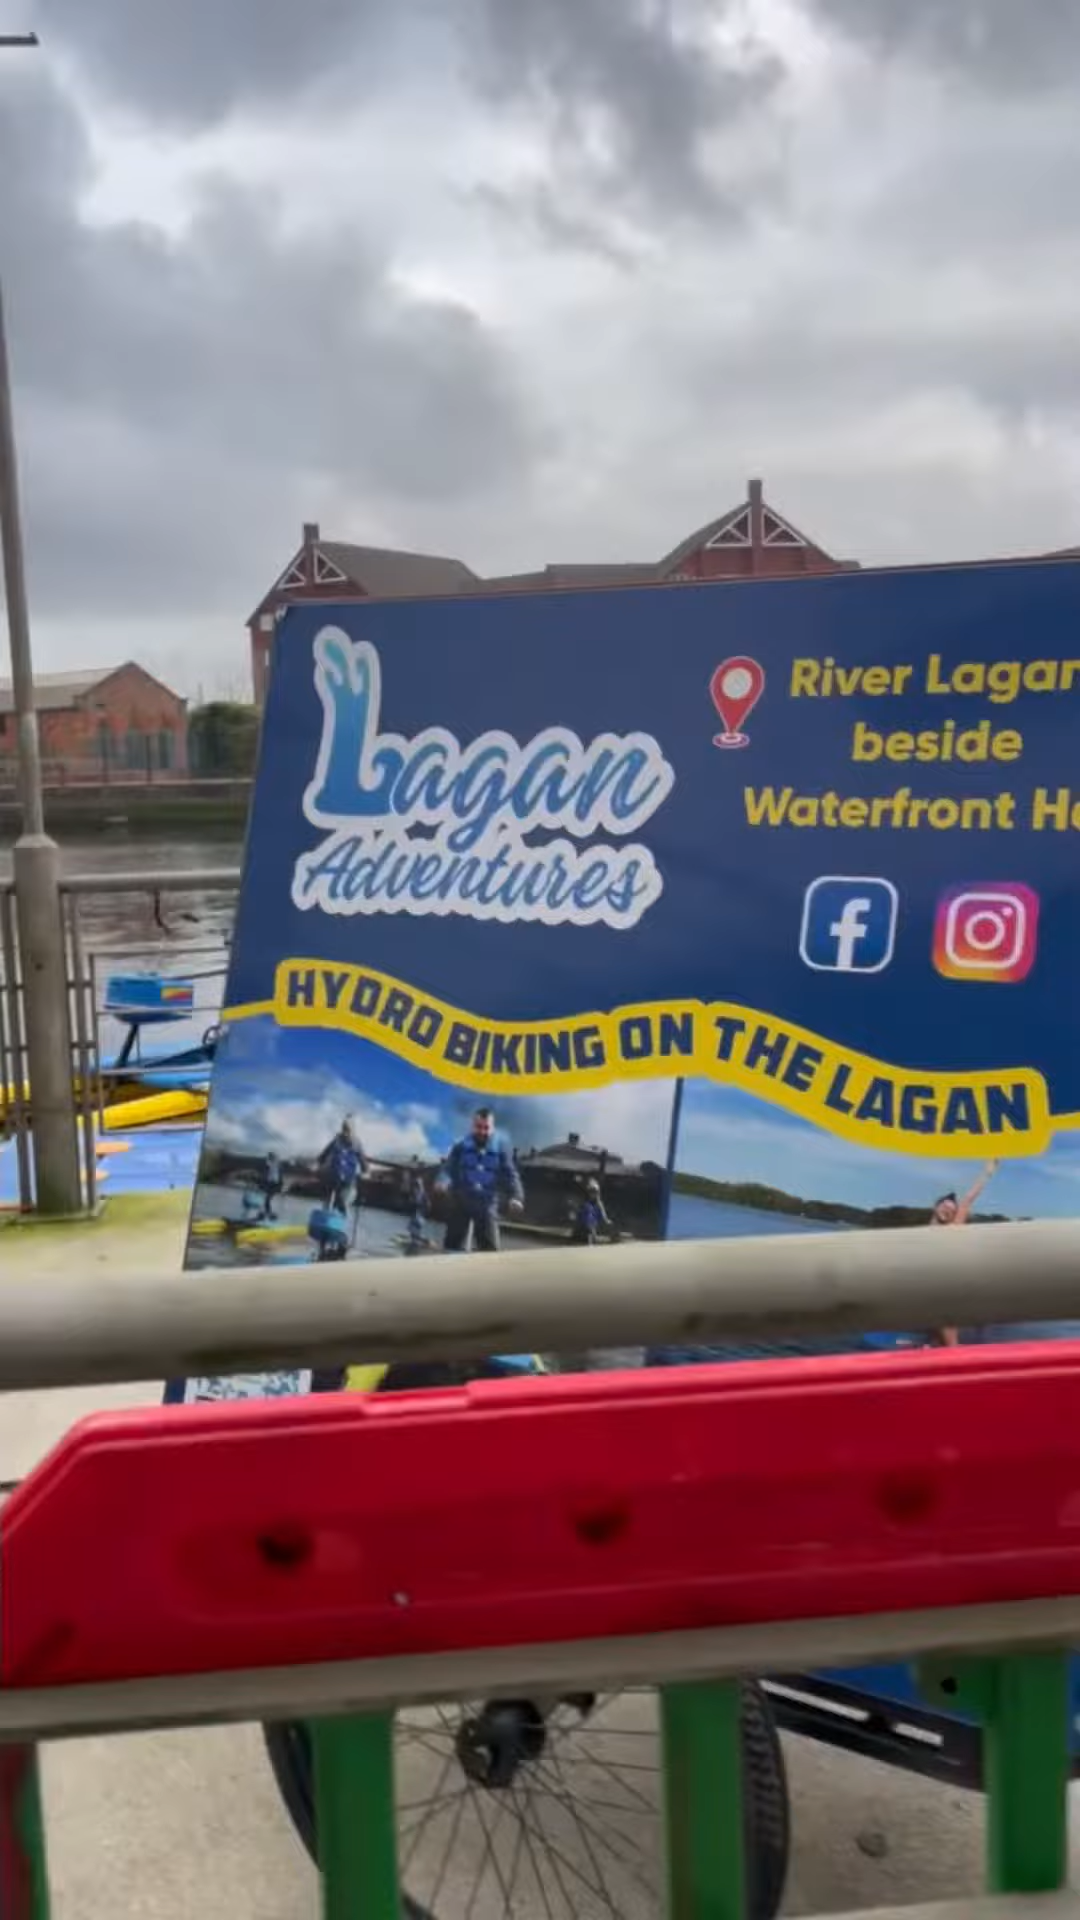 Lagan
Adventures
River Lagan
beside
Waterfront
HYDRO BIKING ON THE LAGAN